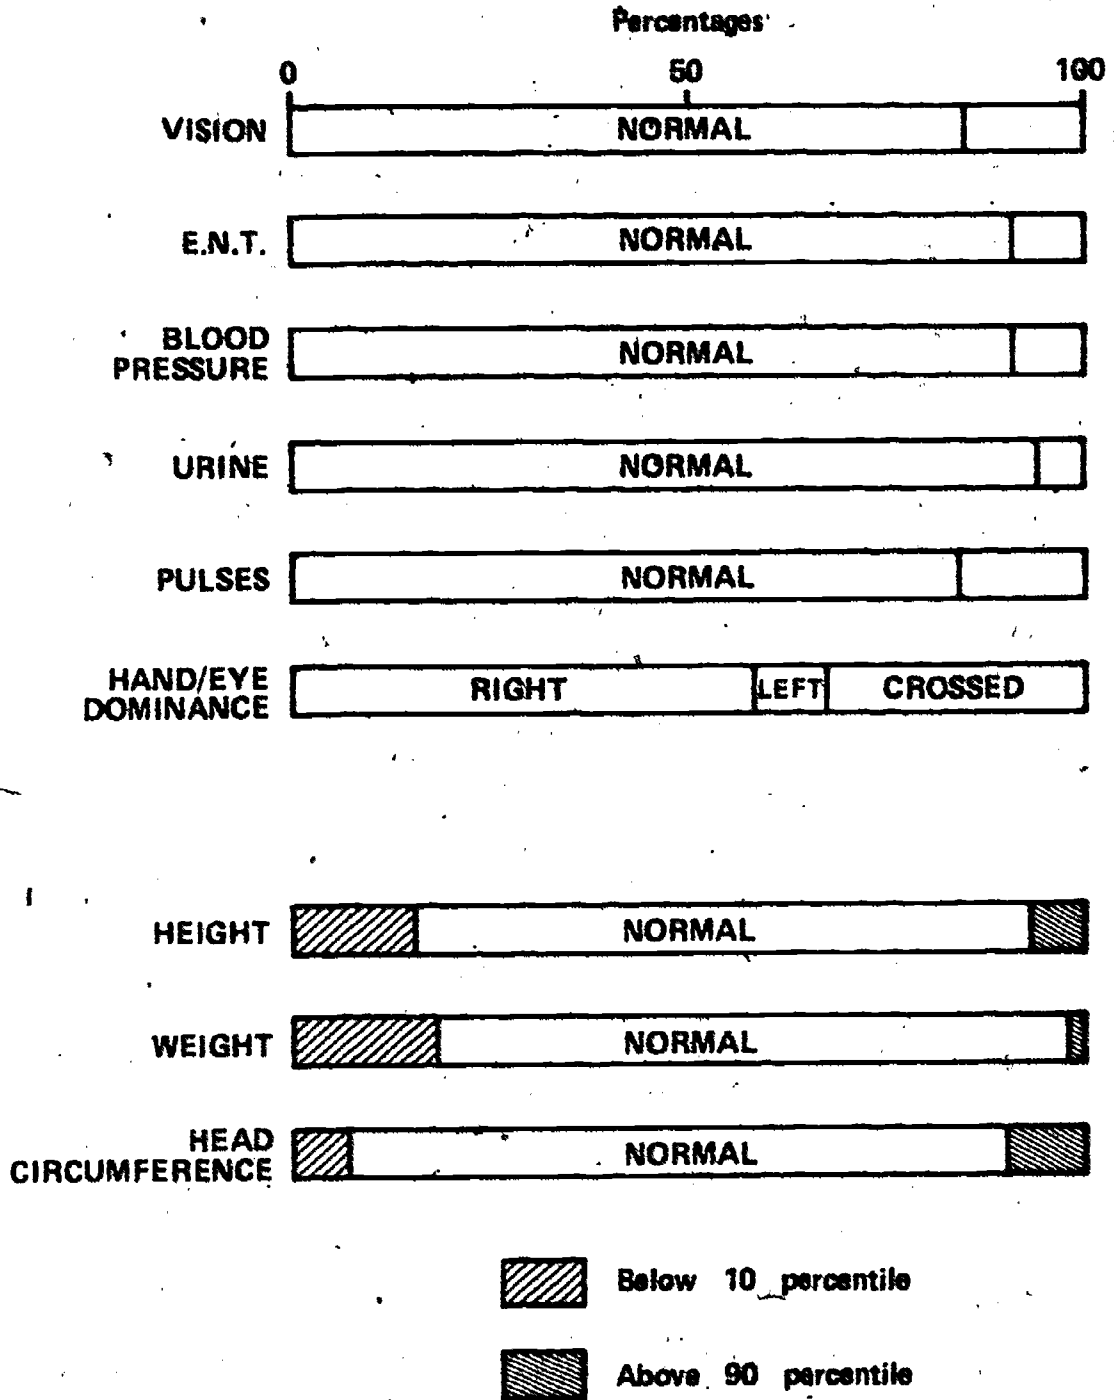 Percentages
0 50 100
VISION NORMAL
E.N.T. NORMAL
BLOOD
PRESSURE NORMAL
URINE NORMAL
PULSES NORMAL
HAND/EYE
DOMINANCE RIGHT LEFT CROSSED
HEIGHT NORMAL
WEIGHT NORMAL
HEAD
CIRCUMFERENCE NORMAL
Below 10 percentile
Above 90 percentile